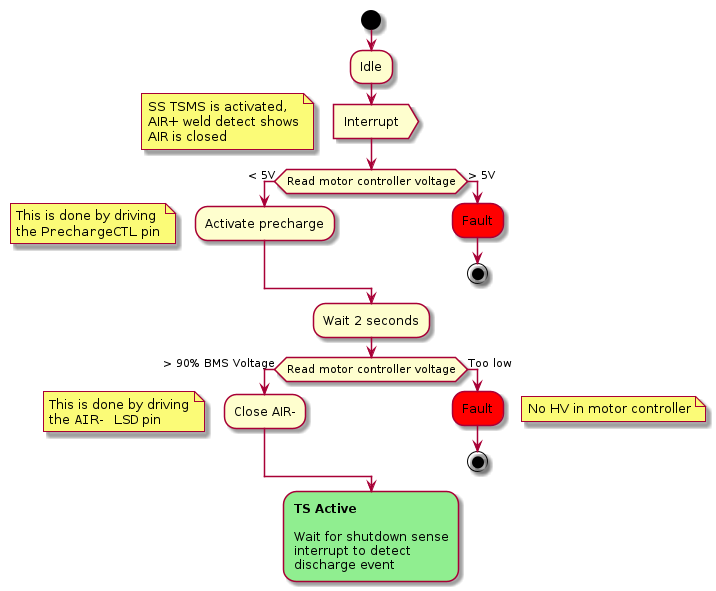 Idle
SS TSMS is activated,
AIR+ weld detect shows
AIR is closed
Interrupt
< 5V
Read motor controller voltage
> 5V
This is done by driving
the PrechargeCTL pin
Activate precharge
Fault
Wait 2 seconds
> 90% BMS Voltage
Read motor controller voltage
Too low
This is done by driving
the AIR- LSD pin
Close AIR-
Fault
No HV in motor controller
TS Active
Wait for shutdown sense
interrupt to detect
discharge event